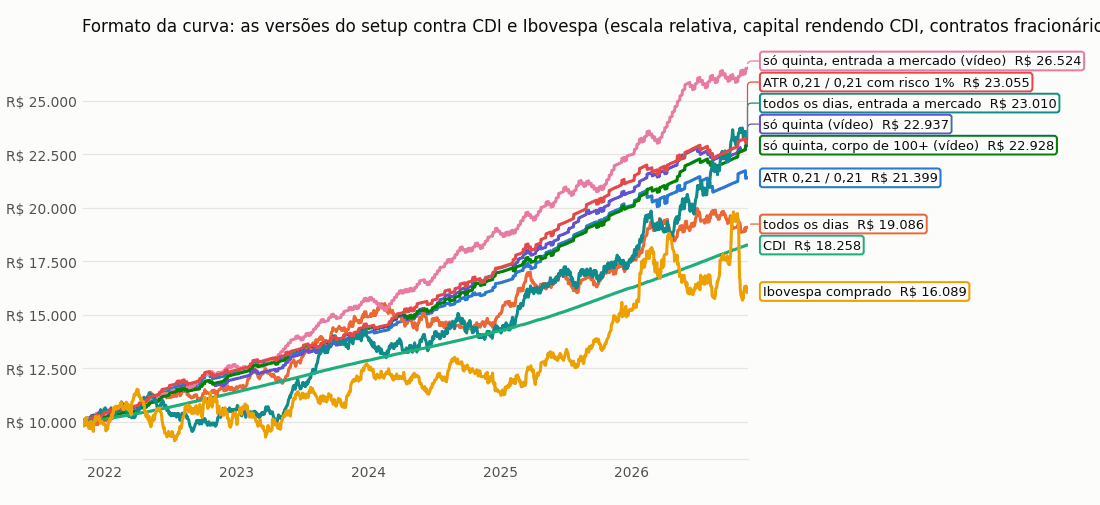 Formato da curva: as versões do setup contra CDI e Ibovespa (escala relativa, capital rendendo CDI, contratos
só quinta, entrada a mercado (vídeo) R$ 26.524
ATR 0,21 / 0,21 com risco 1% R$ 23.055
todos os dias, entrada a mercado R$ 23.010
só quinta (vídeo) R$ 22.937
só quinta, corpo de 100+ (vídeo) R$ 22.928
ATR 0,21 / 0,21 R$ 21.399
todos os dias R$ 19.086
CDI R$ 18.258
Ibovespa comprado R$ 16.089
R$ 25.000
R$ 22.500
R$ 20.000
R$ 17.500
R$ 15.000
R$ 12.500
R$ 10.000
2022 2023 2024 2025 2026